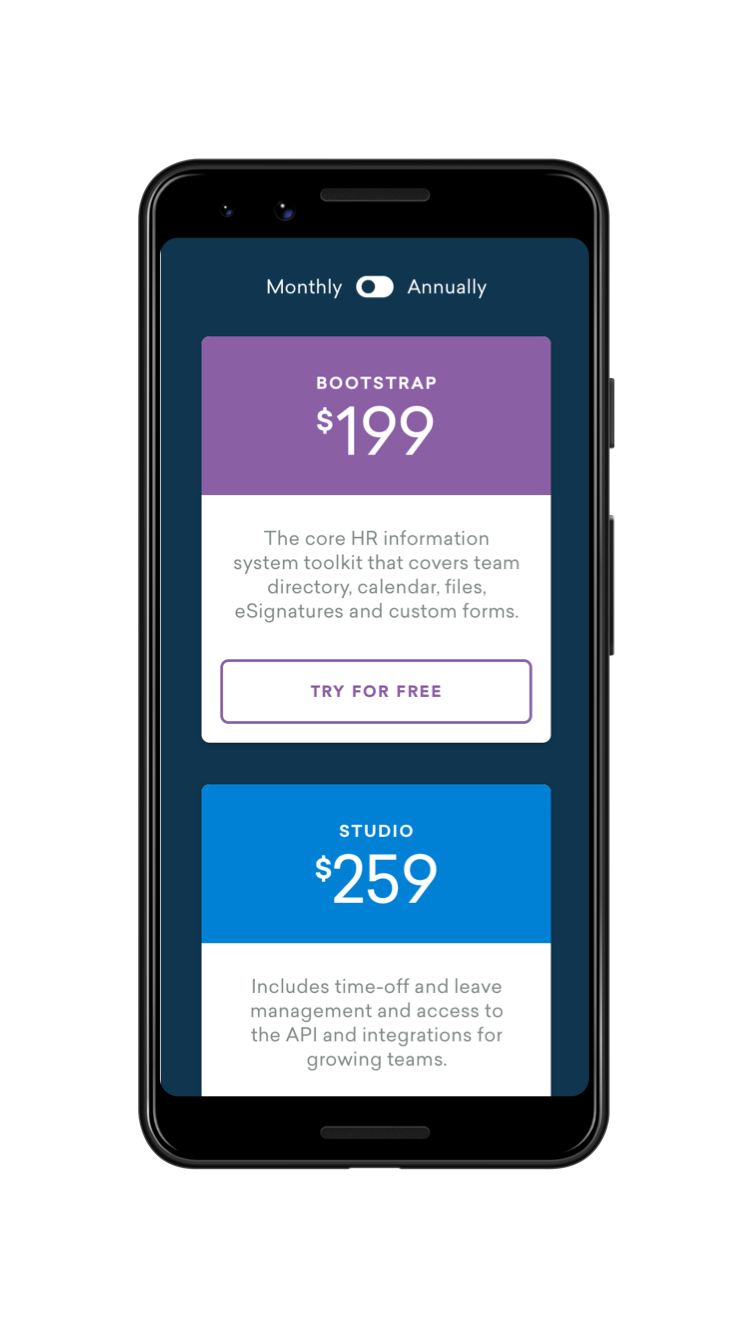 Monthly Annually
BOOTSTRAP
$199
The core HR information
system toolkit that covers team
directory, calendar, files,
eSignatures and custom forms.
TRY FOR FREE
STUDIO
$259
Includes time-off and leave
management and access to
the API and integrations for
growing teams.